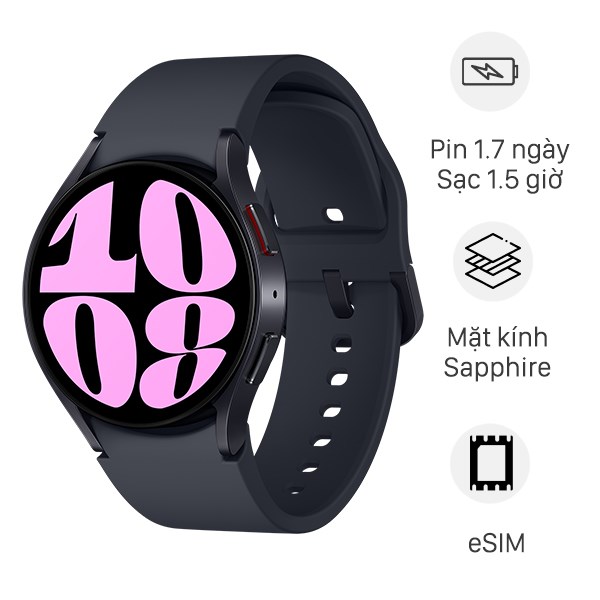 10
08
Pin 1.7 ngày
Sạc 1.5 giờ
Mặt kính
Sapphire
eSIM